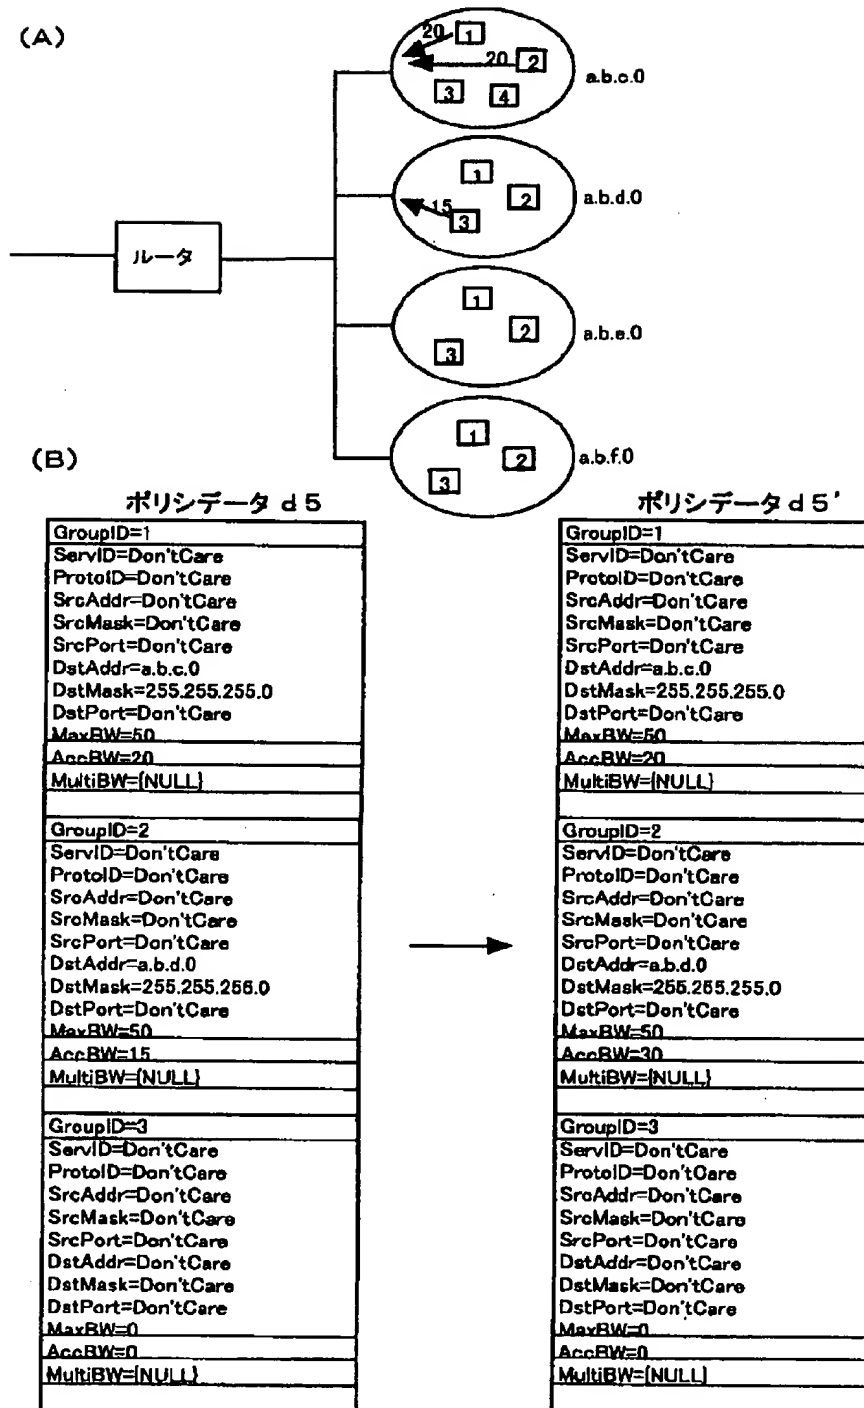 (A)
20
1
20
2
3
4
a.b.c.0
1
15
2
3
a.b.d.0
ルータ
1
2
3
a.b.e.0
1
2
3
a.b.f.0
(B)
ポリシデータ d5
GroupID=1
ServID=Don'tCare
ProtoID=Don'tCare
SrcAddr=Don'tCare
SrcMask=Don'tCare
SrcPort=Don'tCare
DstAddr=a.b.c.0
DstMask=255.255.255.0
DstPort=Don'tCare
MaxBW=50
AccBW=20
MultiBW={NULL}
GroupID=2
ServID=Don'tCare
ProtoID=Don'tCare
SrcAddr=Don'tCare
SrcMask=Don'tCare
SrcPort=Don'tCare
DstAddr=a.b.d.0
DstMask=255.255.255.0
DstPort=Don'tCare
MaxBW=50
AccBW=15
MultiBW={NULL}
GroupID=3
ServID=Don'tCare
ProtoID=Don'tCare
SrcAddr=Don'tCare
SrcMask=Don'tCare
SrcPort=Don'tCare
DstAddr=Don'tCare
DstMask=Don'tCare
DstPort=Don'tCare
MaxBW=0
AccBW=0
MultiBW={NULL}
ポリシデータ d5'
GroupID=1
ServID=Don'tCare
ProtoID=Don'tCare
SrcAddr=Don'tCare
SrcMask=Don'tCare
SrcPort=Don'tCare
DstAddr=a.b.c.0
DstMask=255.255.255.0
DstPort=Don'tCare
MaxBW=50
AccBW=20
MultiBW={NULL}
GroupID=2
ServID=Don'tCare
ProtoID=Don'tCare
SrcAddr=Don'tCare
SrcMask=Don'tCare
SrcPort=Don'tCare
DstAddr=a.b.d.0
DstMask=255.255.255.0
DstPort=Don'tCare
MaxBW=50
AccBW=30
MultiBW={NULL}
GroupID=3
ServID=Don'tCare
ProtoID=Don'tCare
SrcAddr=Don'tCare
SrcMask=Don'tCare
SrcPort=Don'tCare
DstAddr=Don'tCare
DstMask=Don'tCare
DstPort=Don'tCare
MaxBW=0
AccBW=0
MultiBW={NULL}